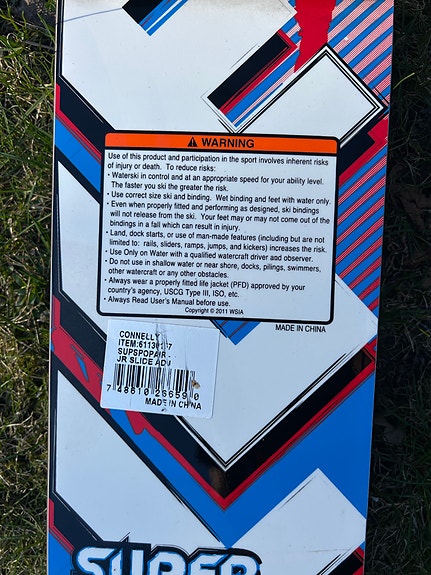 ⚠ WARNING
Use of this product and participation in the sport involves inherent risks
of injury or death. To reduce risks:
• Waterski in control and at an appropriate speed for your ability level.
The faster you ski the greater the risk.
• Use correct size ski and binding. Wet binding and feet with water only.
• Even when properly fitted and performing as designed, ski bindings
will not release from the ski. Your feet may or may not come out of the
bindings in a fall which can result in injury.
• Land, dock starts, or use of man-made features (including but are not
limited to: rails, sliders, ramps, jumps, and kickers) increases the risk.
• Use Only on Water with a qualified watercraft driver and observer.
• Do not use in shallow water or near shore, docks, pilings, swimmers,
other watercraft or any other obstacles.
• Always wear a properly fitted life jacket (PFD) approved by your
country's agency, USCG Type III, ISO, etc.
• Always Read User's Manual before use.
Copyright © 2011 WSIA
MADE IN CHINA
CONNELLY
SUPSPOPAIR -
JR SLIDE ADJ
MADE IN CHINA
SUPER